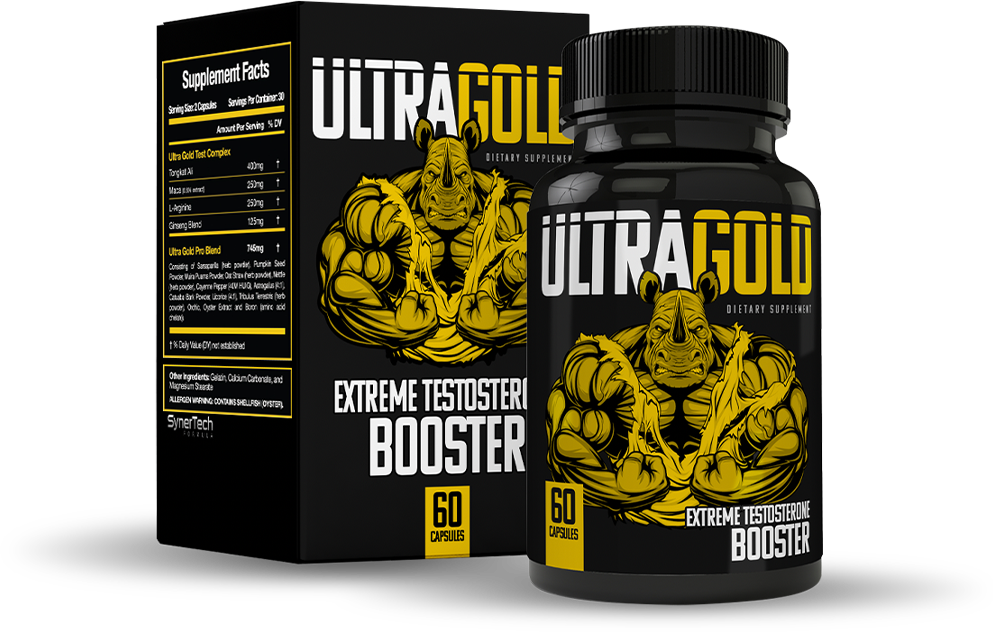 Supplement Facts
Serving Size: 2 Capsules Servings Per Container: 30
Amount Per Serving % DV
Ultra Gold Test Complex
Tongkat Ali 400mg †
Maca 250mg †
L-Arginine 250mg †
Ginseng Blend 125mg †
Ultra Gold Pro Blend 745mg †
Consisting of Sarsaparilla (herb powder), Pumpkin Seed
Powder, Muira Puama Powder, Oat Straw (herb powder), Nettle
(herb powder), Cayenne Pepper (40M HU/G), Astragalus (4:1),
Catuaba Bark Powder, Licorice (4:1), Tribulus Terrestris (herb
powder), Orchic, Oyster Extract and Boron (amino acid
chelate).
† % Daily Value (DV) not established
Other Ingredients: Gelatin, Calcium Carbonate, and
Magnesium Stearate
ALLERGEN WARNING: CONTAINS SHELLFISH (OYSTER).
SynerTech
FORMULA
ULTRAGOLD
DIETARY SUPPLEMEN
EXTREME TESTOSTERO
BOOSTER
60
CAPSULES
ULTRAGOLD
DIETARY SUPPLEMENT
60
CAPSULES
EXTREME TESTOSTERONE
BOOSTER